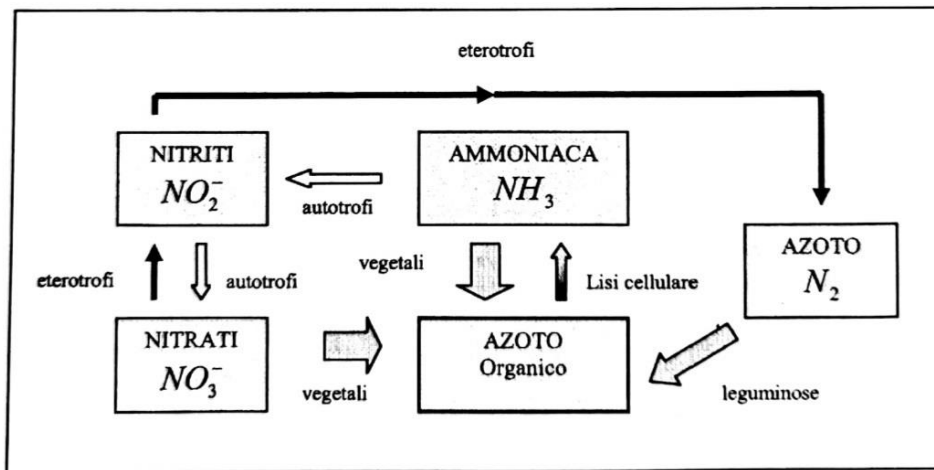 eterotrofi
NITRITI
NO₂⁻
AMMONIACA
NH₃
autotrofi
AZOTO
N₂
eterotrofi
autotrofi
vegetali
Lisi cellulare
NITRATI
NO₃⁻
vegetali
AZOTO
Organico
leguminose